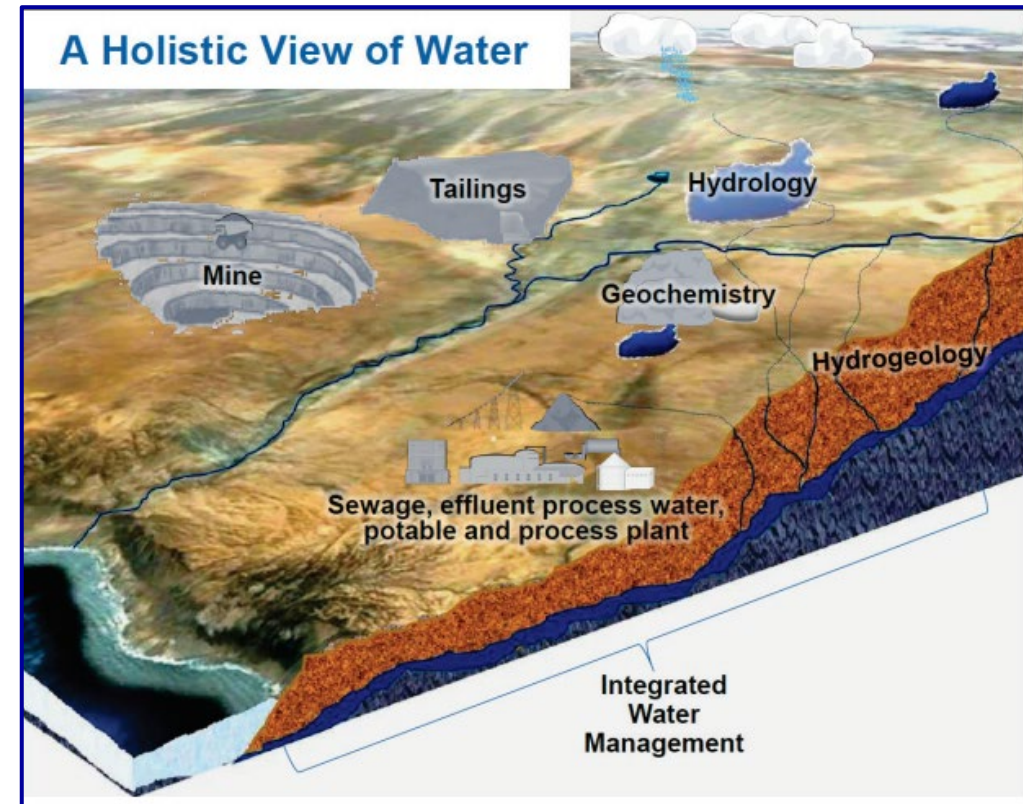 A Holistic View of Water
Tailings
Hydrology
Mine
Geochemistry
Hydrogeology
Sewage, effluent process water,
potable and process plant
Integrated
Water
Management